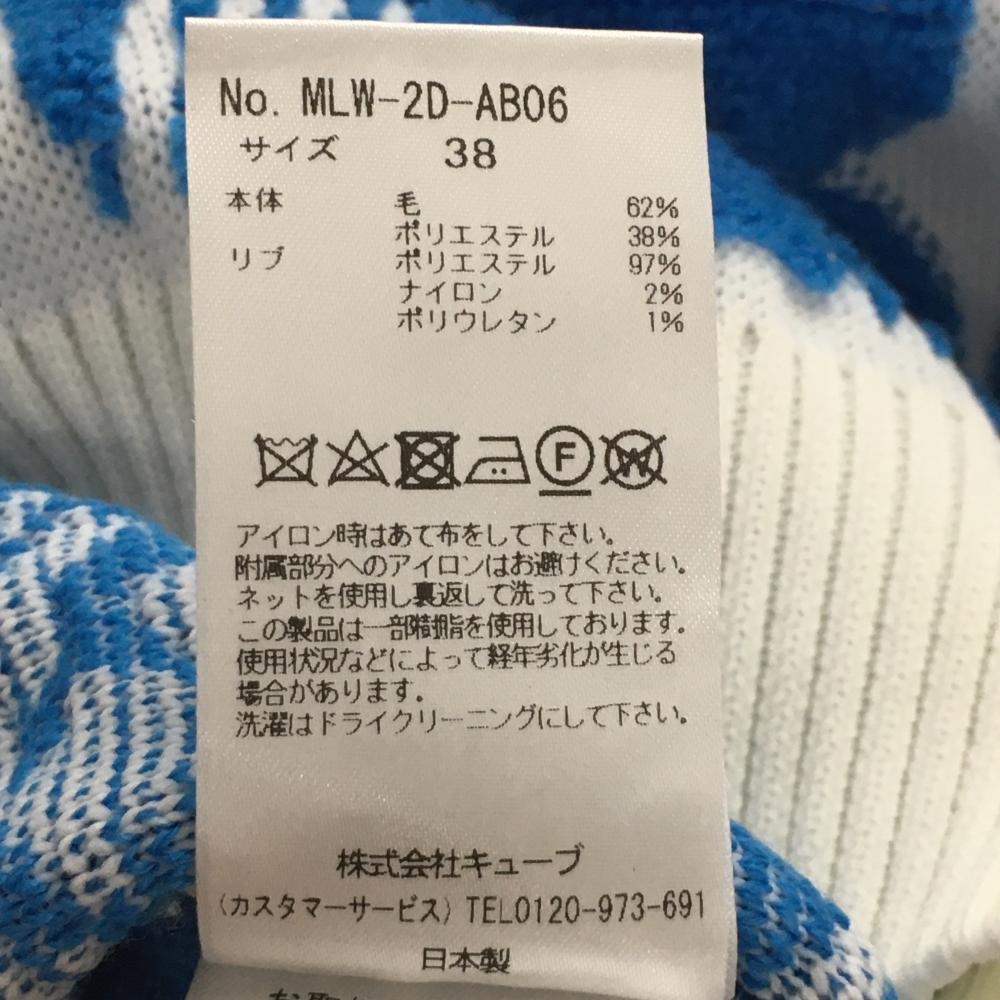 No. MLW-2D-AB06
サイズ 38
本体 毛 62%
ポリエステル 38%
リブ ポリエステル 97%
ナイロン 2%
ポリウレタン 1%
F W
アイロン時はあて布をして下さい。
附属部分へのアイロンはお避けください。
ネットを使用し裏返して洗って下さい。
この製品は一部樹脂を使用しております。
使用状況などによって経年劣化が生じる
場合があります。
洗濯はドライクリーニングにして下さい。
株式会社キューブ
(カスタマーサービス) TEL0120-973-691
日本製